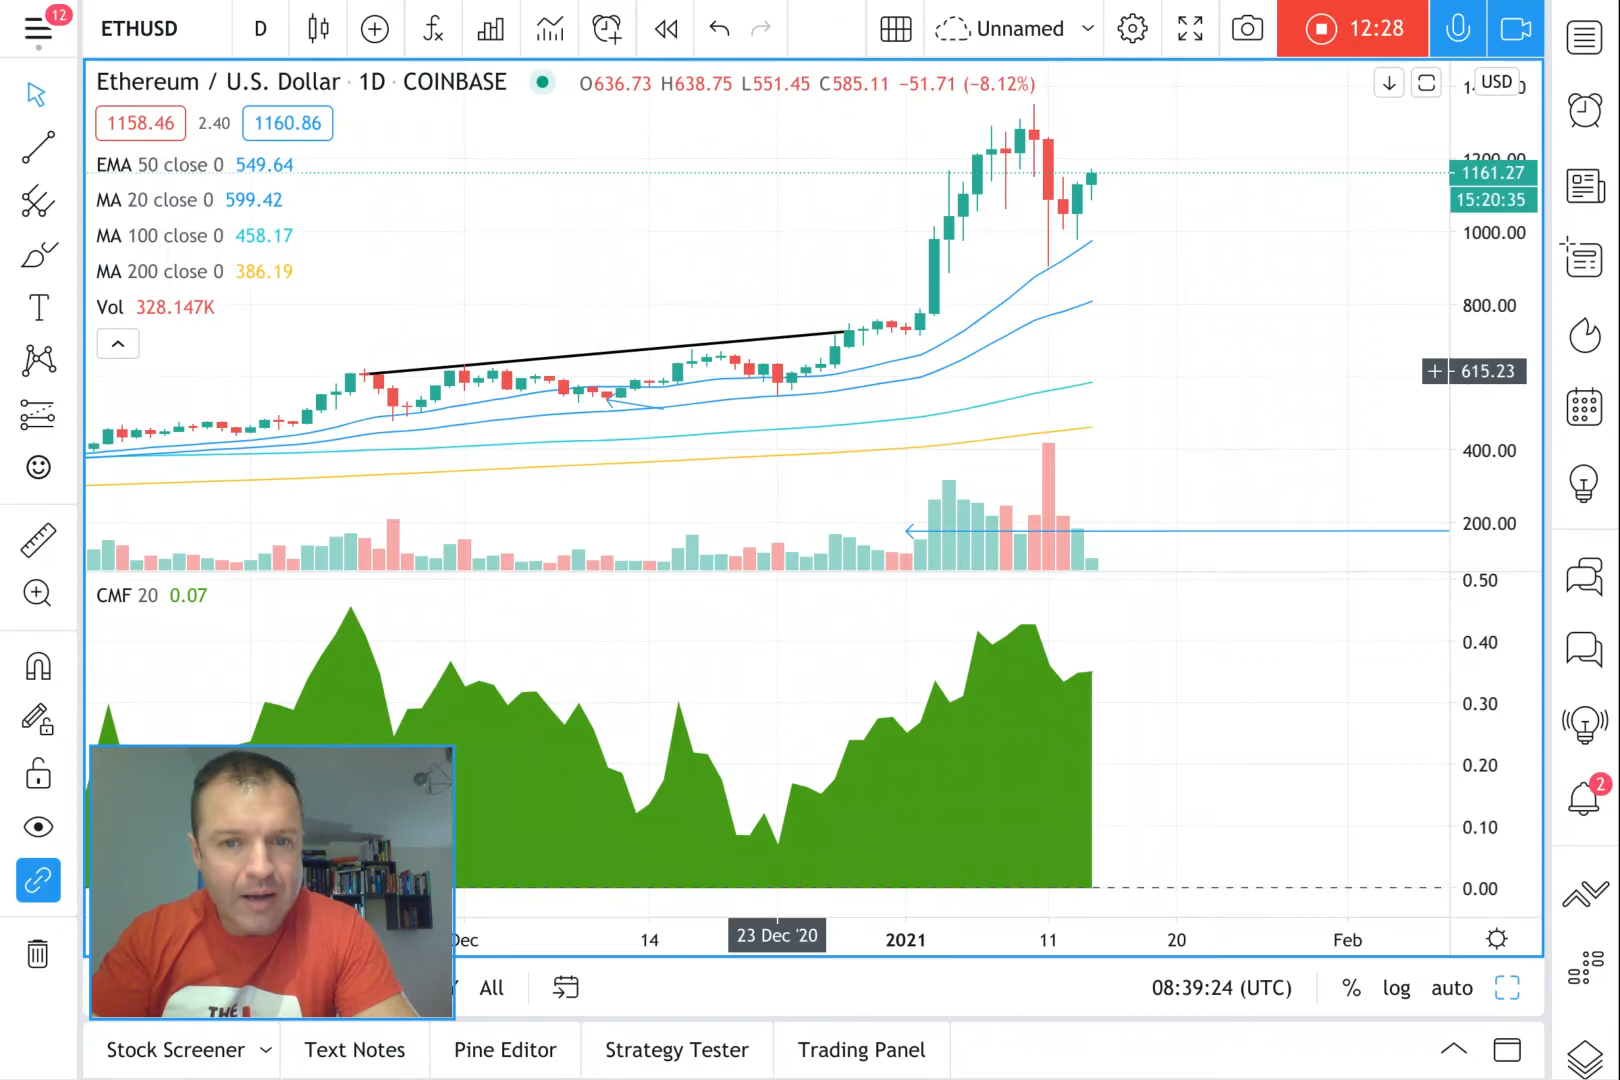 12
ETHUSD
D
Unnamed
12:28
Ethereum / U.S. Dollar · 1D · COINBASE
O636.73 H638.75 L551.45 C585.11 −51.71 (−8.12%)
USD
1158.46
2.40
1160.86
EMA 50 close 0 549.64
MA 20 close 0 599.42
MA 100 close 0 458.17
MA 200 close 0 386.19
Vol 328.147K
1200.00
1161.27
15:20:35
1000.00
800.00
615.23
400.00
200.00
CMF 20 0.07
0.50
0.40
0.30
0.20
0.10
0.00
2
Dec
14
23 Dec '20
2021
11
20
Feb
All
08:39:24 (UTC)
%
log
auto
THE
Stock Screener
Text Notes
Pine Editor
Strategy Tester
Trading Panel